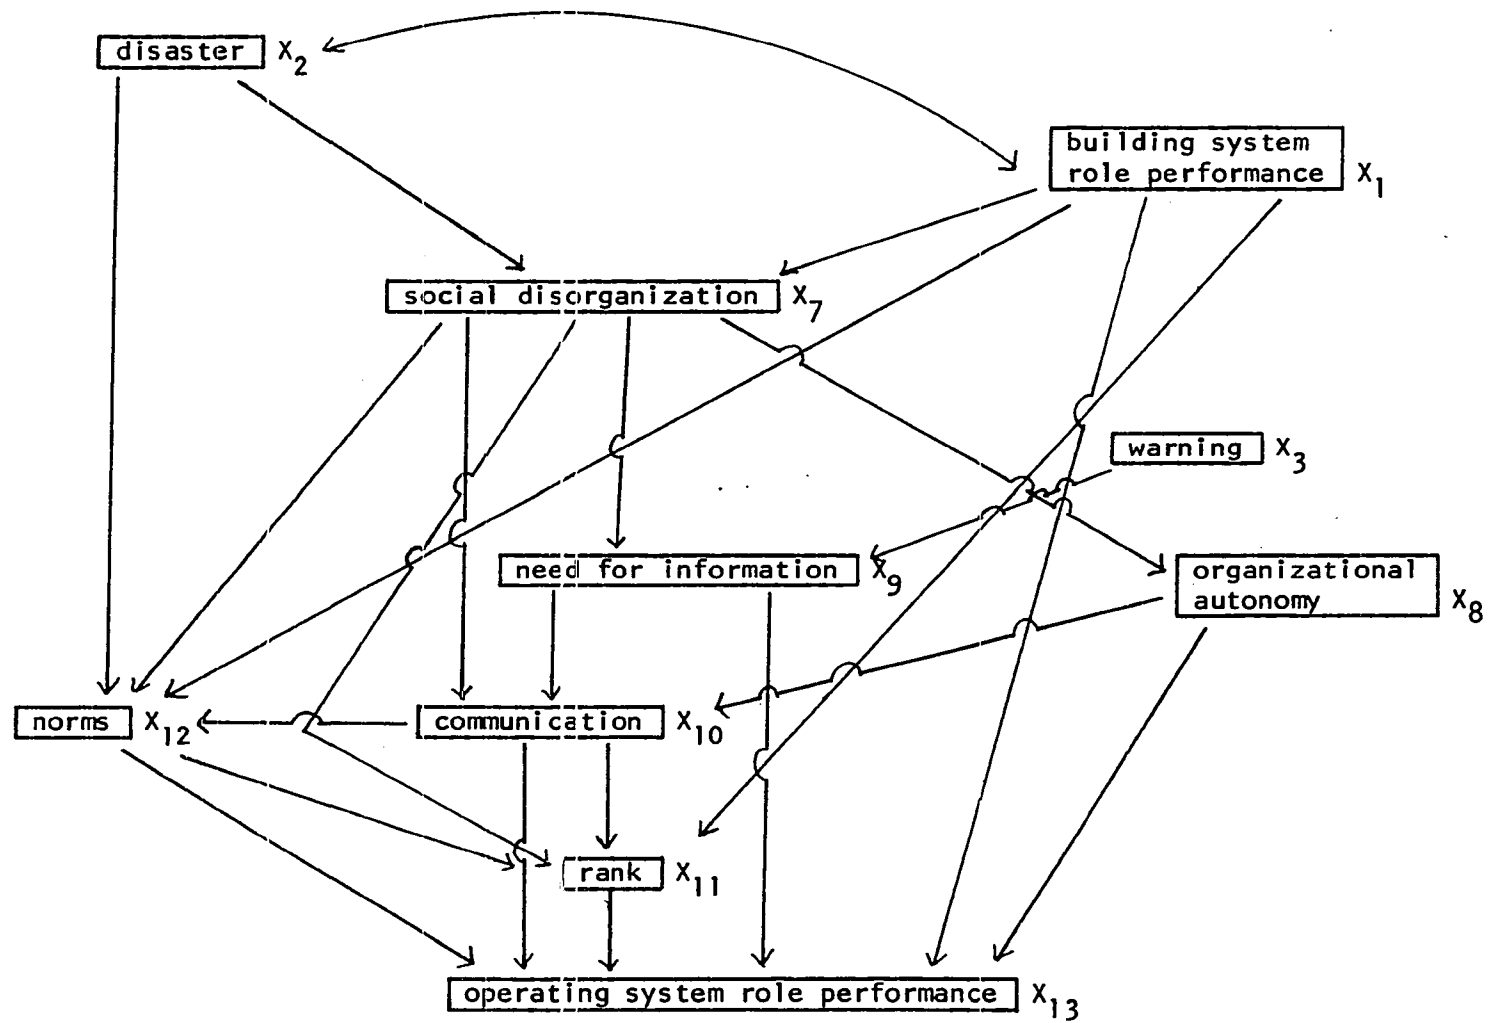 disaster X2
building system
role performance X1
social disorganization X7
warning X3
need for information X9
organizational
autonomy X8
norms X12
communication X10
rank X11
operating system role performance X13